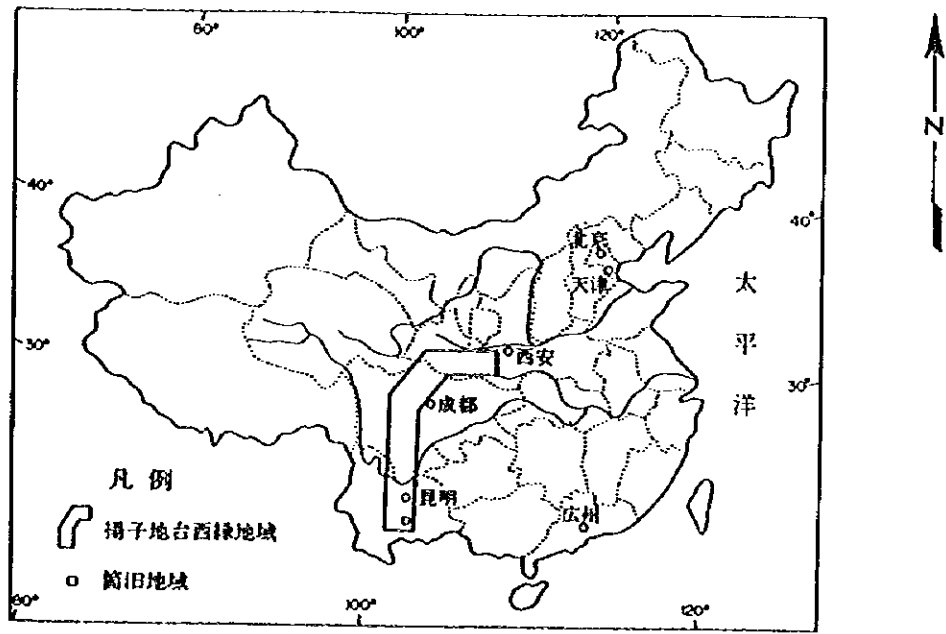 80° 100° 120°
N
40°
40°
北京
天津
太
平
洋
30°
西安
30°
成都
凡例
昆明
広州
揚子地台西縁地域
箇旧地域
80° 100° 120°